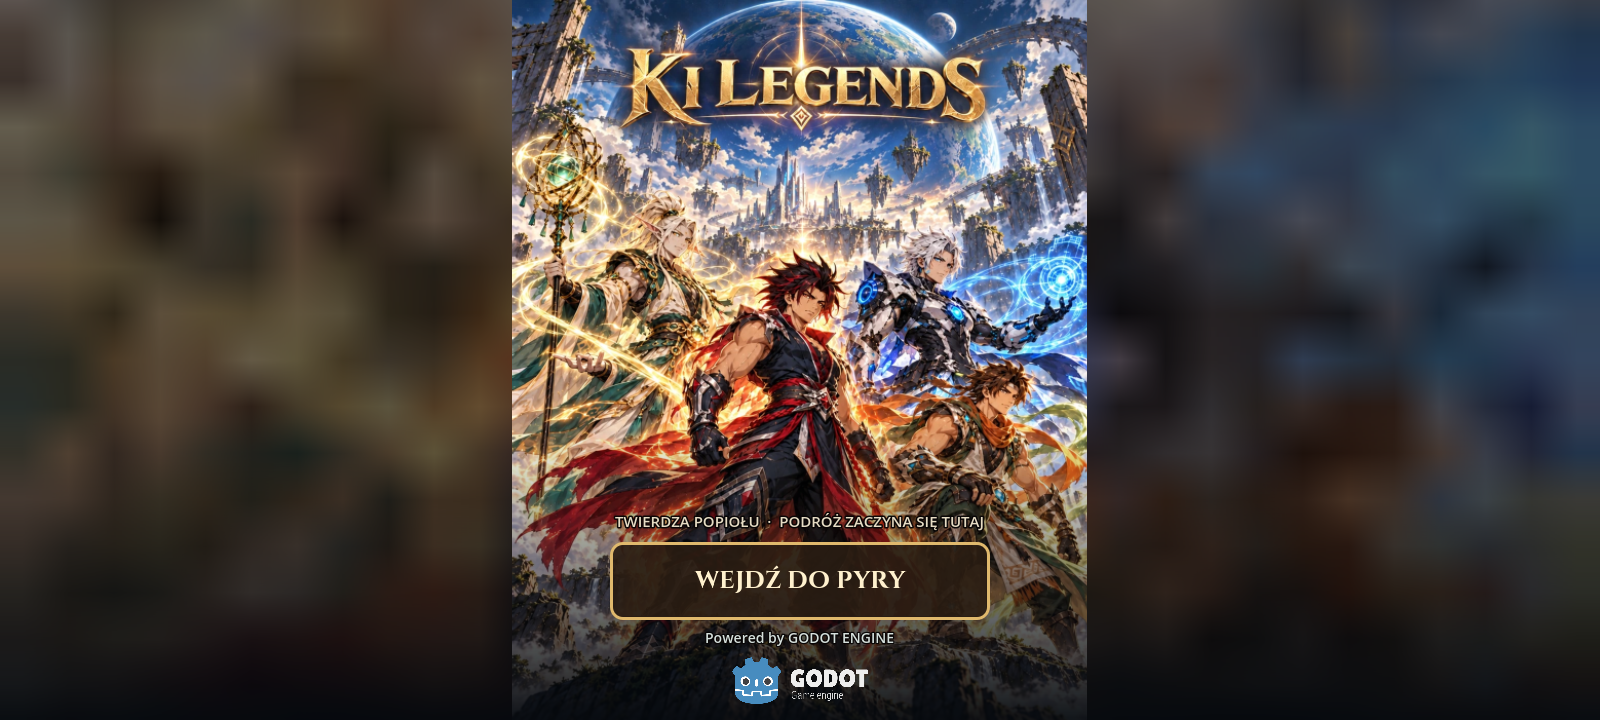 KI LEGENDS
TWIERDZA POPIOŁU · PODRÓŻ ZACZYNA SIĘ TUTAJ
WEJDŹ DO PYRY
Powered by GODOT ENGINE
GODOT
Game engine